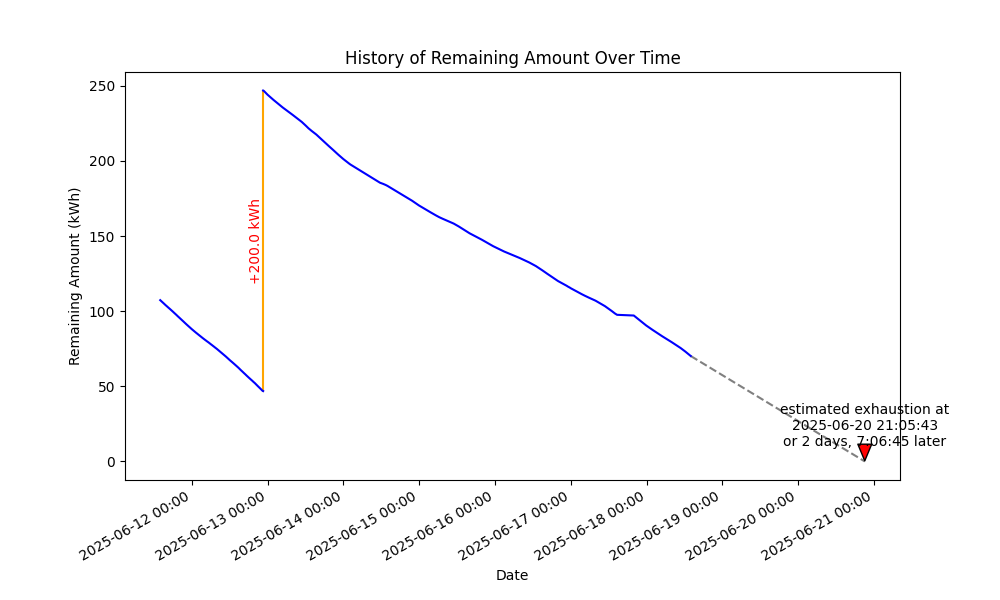 History of Remaining Amount Over Time
Remaining Amount (kWh)
250
200
150
100
50
0
+200.0 kWh
estimated exhaustion at
2025-06-20 21:05:43
or 2 days, 7:06:45 later
2025-06-12 00:00
2025-06-13 00:00
2025-06-14 00:00
2025-06-15 00:00
2025-06-16 00:00
2025-06-17 00:00
2025-06-18 00:00
2025-06-19 00:00
2025-06-20 00:00
2025-06-21 00:00
Date